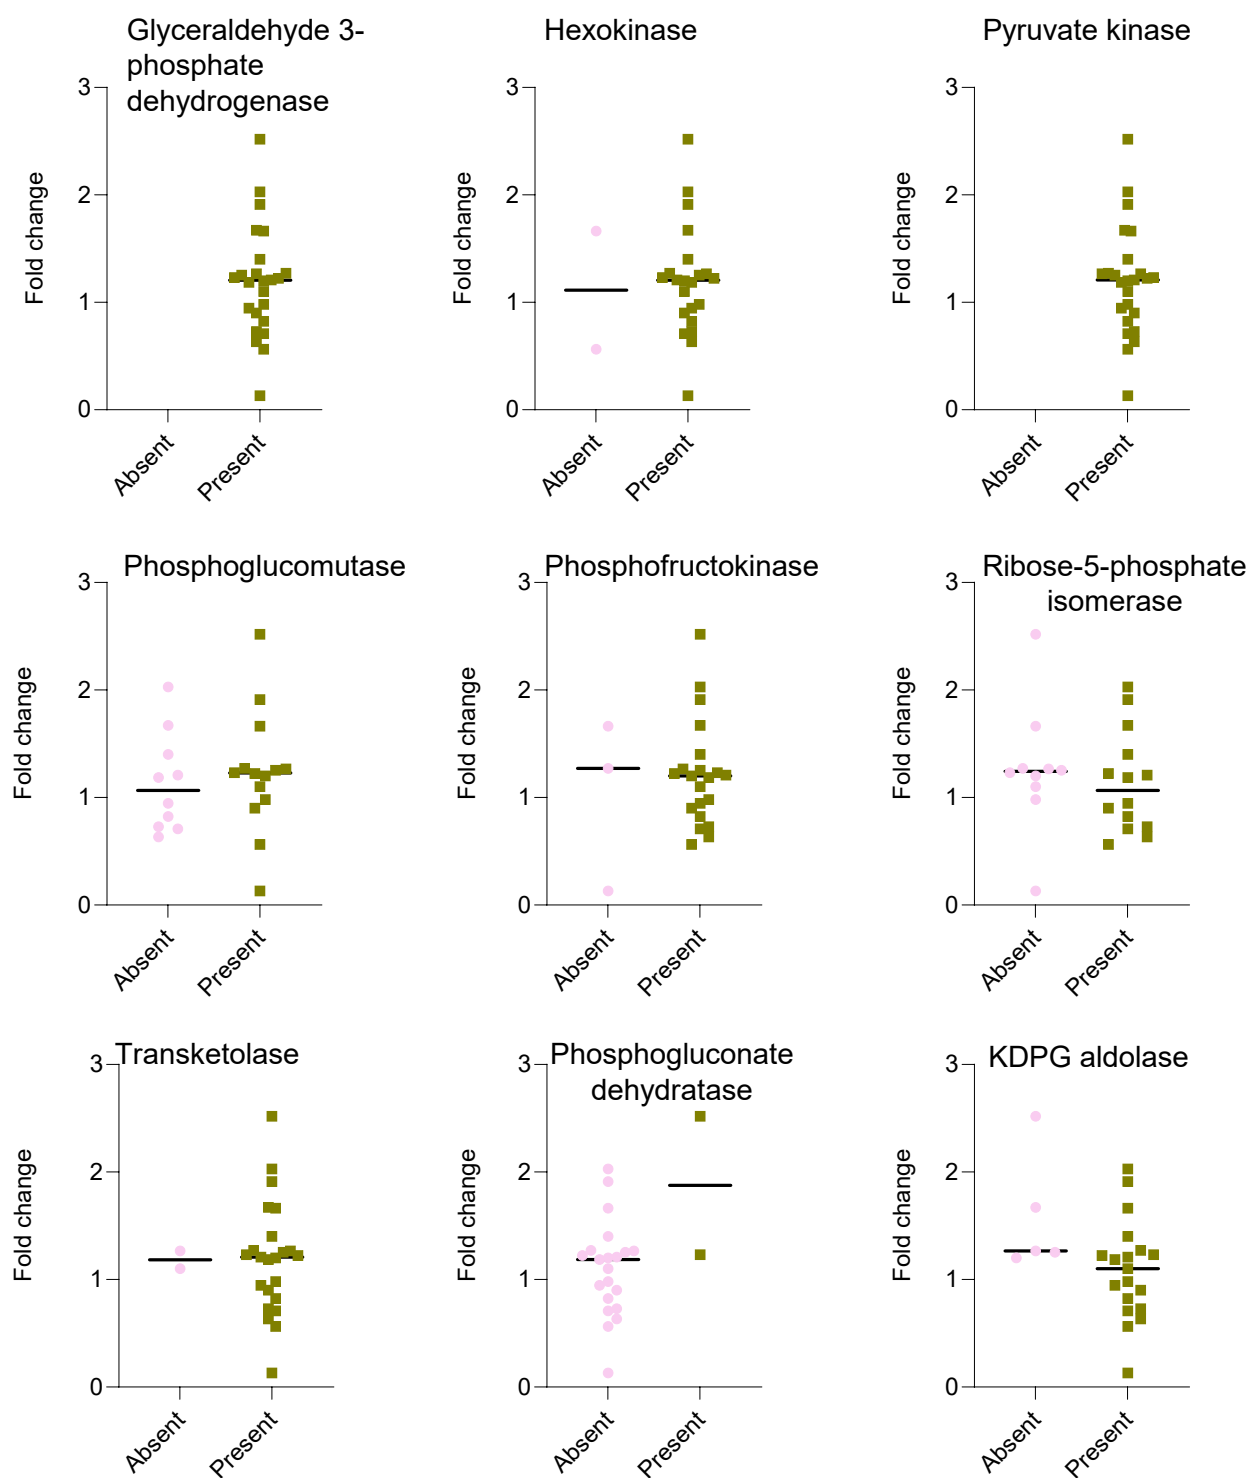 Glyceraldehyde 3-
phosphate
dehydrogenase
3
2
1
0
Fold change
Absent
Present
Hexokinase
3
2
1
0
Fold change
Absent
Present
Pyruvate kinase
3
2
1
0
Fold change
Absent
Present
Phosphoglucomutase
3
2
1
0
Fold change
Absent
Present
Phosphofructokinase
3
2
1
0
Fold change
Absent
Present
Ribose-5-phosphate
isomerase
3
2
1
0
Fold change
Absent
Present
Transketolase
3
2
1
0
Fold change
Absent
Present
Phosphogluconate
dehydratase
3
2
1
0
Fold change
Absent
Present
KDPG aldolase
3
2
1
0
Fold change
Absent
Present